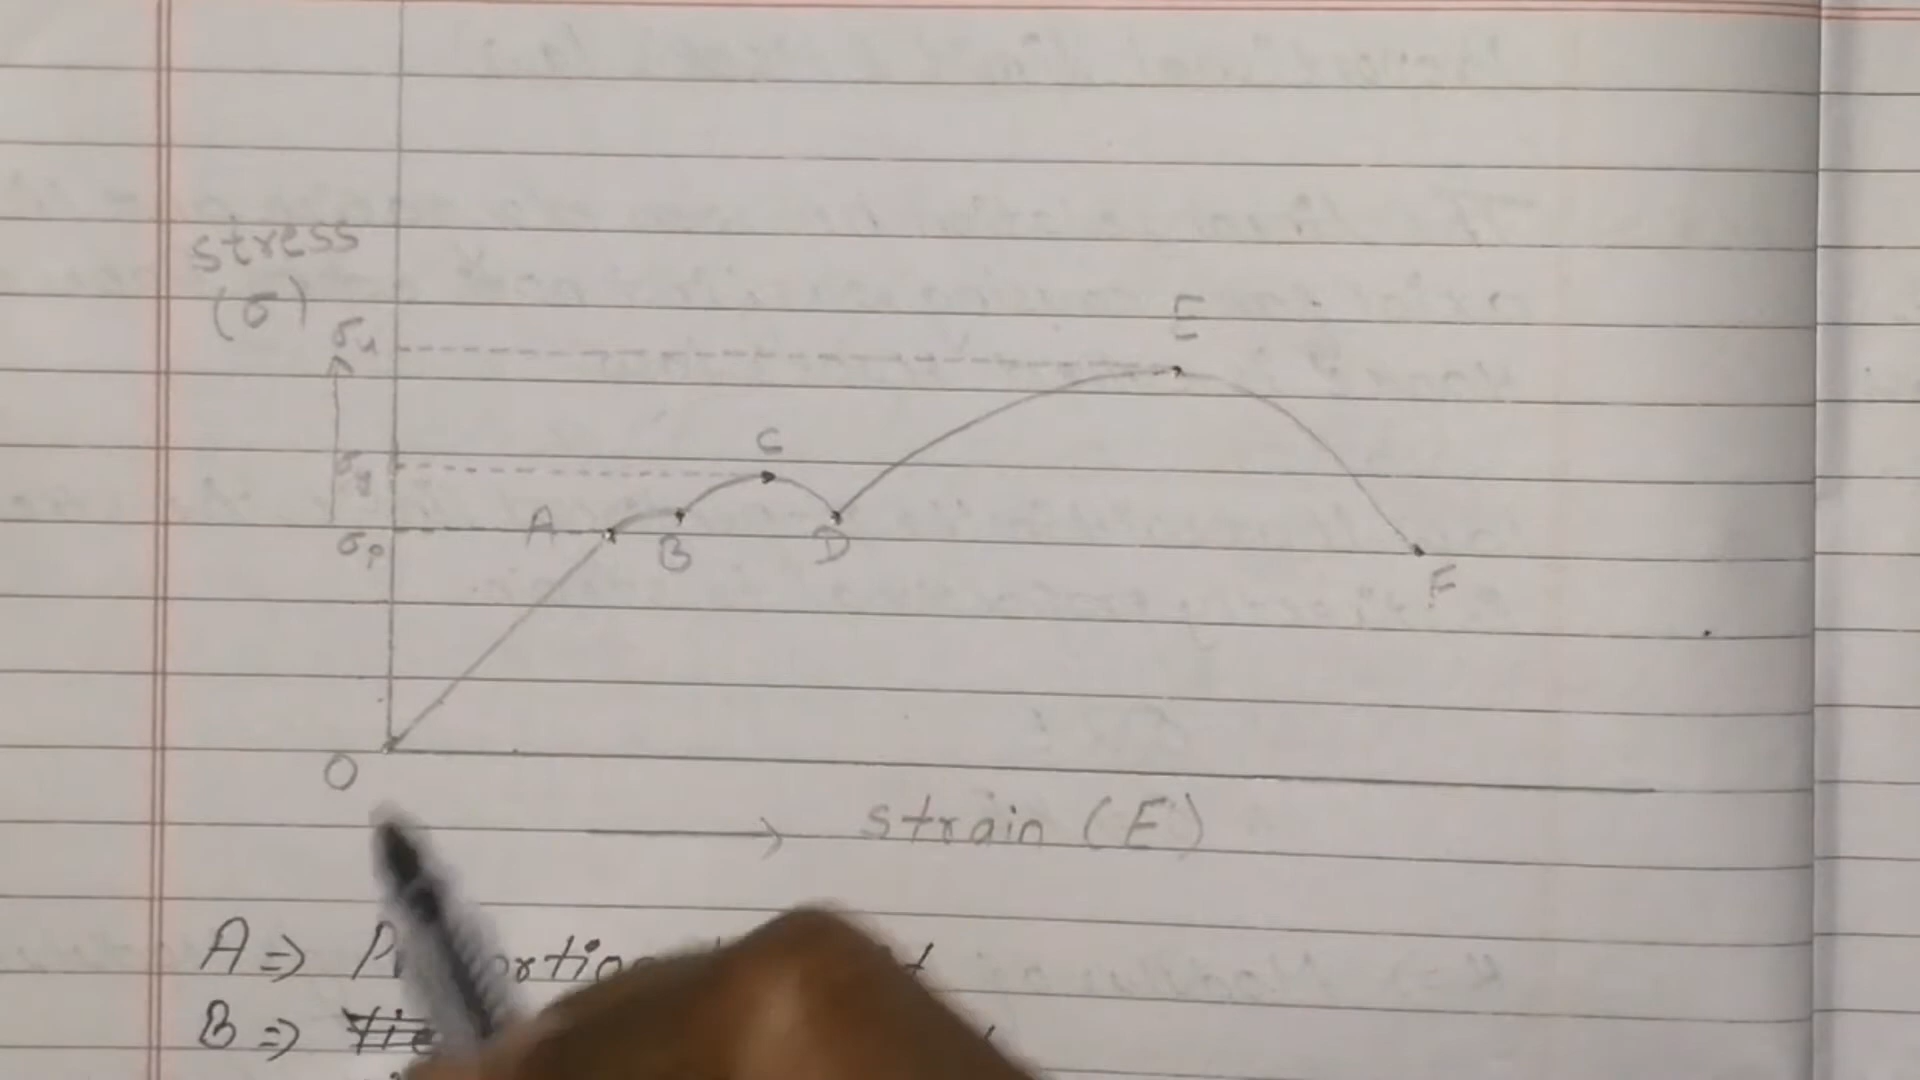 stress
(σ)
σu
E
C
σy
A
σp
B
D
F
O
strain (E)
A ⇒
B ⇒